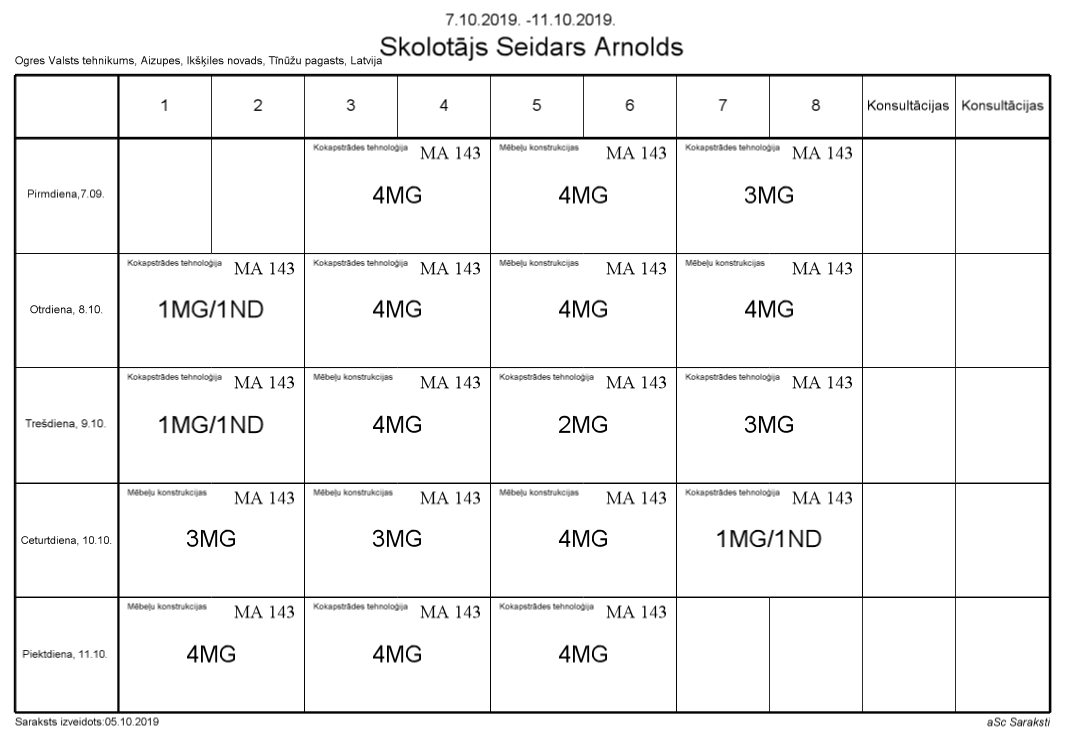 7.10.2019. -11.10.2019.
Skolotājs Seidars Arnolds
Ogres Valsts tehnikums, Aizupes, Ikšķiles novads, Tīnūžu pagasts, Latvija
1 2 3 4 5 6 7 8 Konsultācijas Konsultācijas
Kokapstrādes tehnoloģija MA 143 Mēbeļu konstrukcijas MA 143 Kokapstrādes tehnoloģija MA 143
Pirmdiena,7.09. 4MG 4MG 3MG
Kokapstrādes tehnoloģija MA 143 Kokapstrādes tehnoloģija MA 143 Mēbeļu konstrukcijas MA 143 Mēbeļu konstrukcijas MA 143
Otrdiena, 8.10. 1MG/1ND 4MG 4MG 4MG
Kokapstrādes tehnoloģija MA 143 Mēbeļu konstrukcijas MA 143 Kokapstrādes tehnoloģija MA 143 Kokapstrādes tehnoloģija MA 143
Trešdiena, 9.10. 1MG/1ND 4MG 2MG 3MG
Mēbeļu konstrukcijas MA 143 Mēbeļu konstrukcijas MA 143 Mēbeļu konstrukcijas MA 143 Kokapstrādes tehnoloģija MA 143
Ceturtdiena, 10.10. 3MG 3MG 4MG 1MG/1ND
Mēbeļu konstrukcijas MA 143 Kokapstrādes tehnoloģija MA 143 Kokapstrādes tehnoloģija MA 143
Piektdiena, 11.10. 4MG 4MG 4MG
Saraksts izveidots:05.10.2019 aSc Saraksti